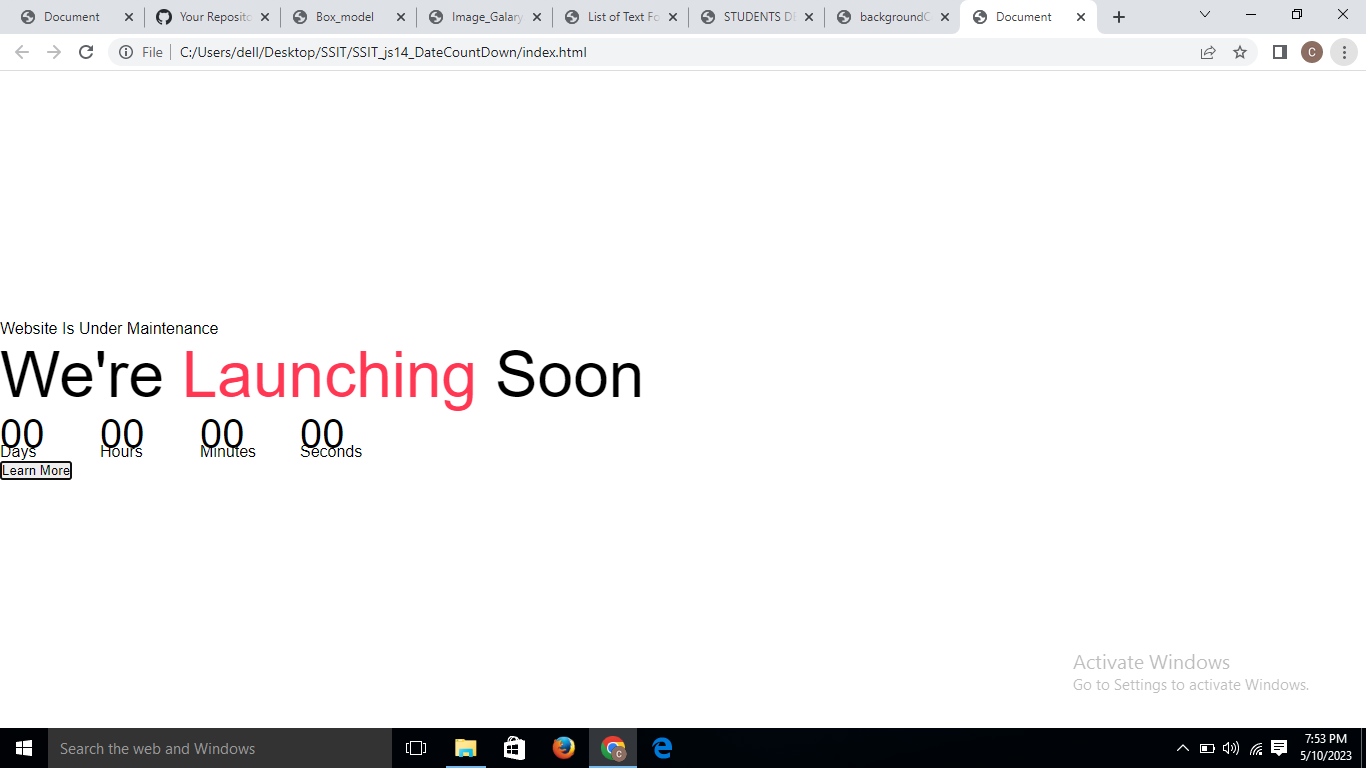 Document
Your Reposito
Box_model
Image_Galary
List of Text Fo
STUDENTS DE
backgroundC
Document
File
C:/Users/dell/Desktop/SSIT/SSIT_js14_DateCountDown/index.html
C
Website Is Under Maintenance
We're Launching Soon
00 00 00 00
Days Hours Minutes Seconds
Learn More
Activate Windows
Go to Settings to activate Windows.
Search the web and Windows
C
7:53 PM
5/10/2023